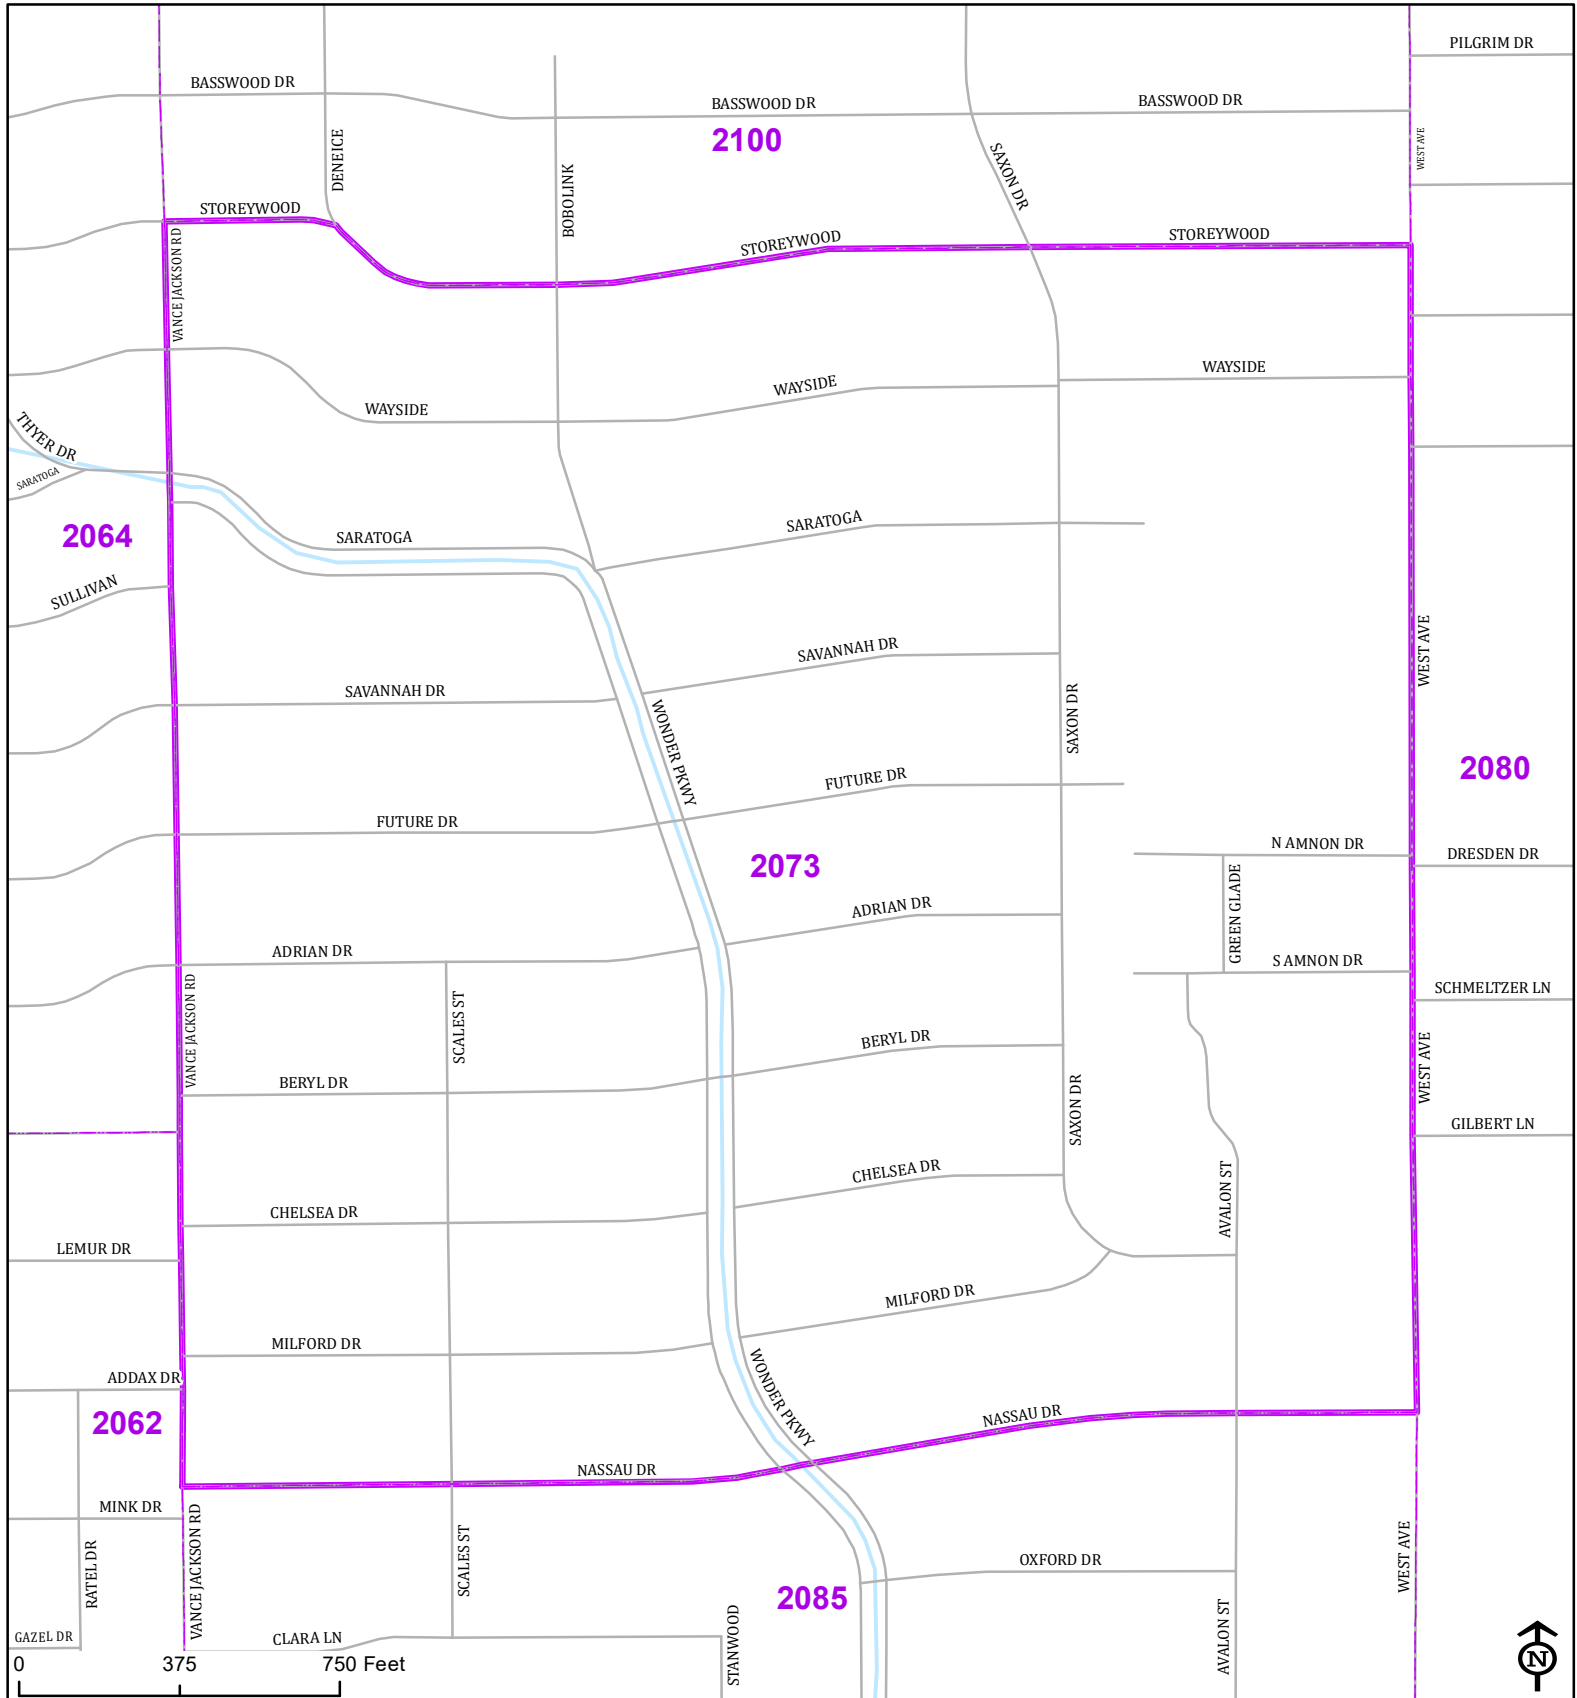 PILGRIM DR
BASSWOOD DR
BASSWOOD DR
BASSWOOD DR
2100
DENEICE
BOBOLINK
SAXON DR
WEST AVE
STOREYWOOD
STOREYWOOD
STOREYWOOD
VANCE JACKSON RD
WAYSIDE
WAYSIDE
WAYSIDE
THYER DR
SARATOGA
2064
SARATOGA
SARATOGA
SULLIVAN
SAVANNAH DR
SAVANNAH DR
WEST AVE
WONDER PKWY
SAXON DR
2080
FUTURE DR
FUTURE DR
2073
N AMNON DR
DRESDEN DR
GREEN GLADE
ADRIAN DR
ADRIAN DR
S AMNON DR
SCHMELTZER LN
VANCE JACKSON RD
SCALES ST
BERYL DR
BERYL DR
SAXON DR
WEST AVE
GILBERT LN
CHELSEA DR
CHELSEA DR
AVALON ST
LEMUR DR
MILFORD DR
MILFORD DR
ADDAX DR
2062
WONDER PKWY
NASSAU DR
NASSAU DR
MINK DR
RATEL DR
VANCE JACKSON RD
SCALES ST
OXFORD DR
WEST AVE
2085
GAZEL DR
CLARA LN
STANWOOD
AVALON ST
0 375 750 Feet
N